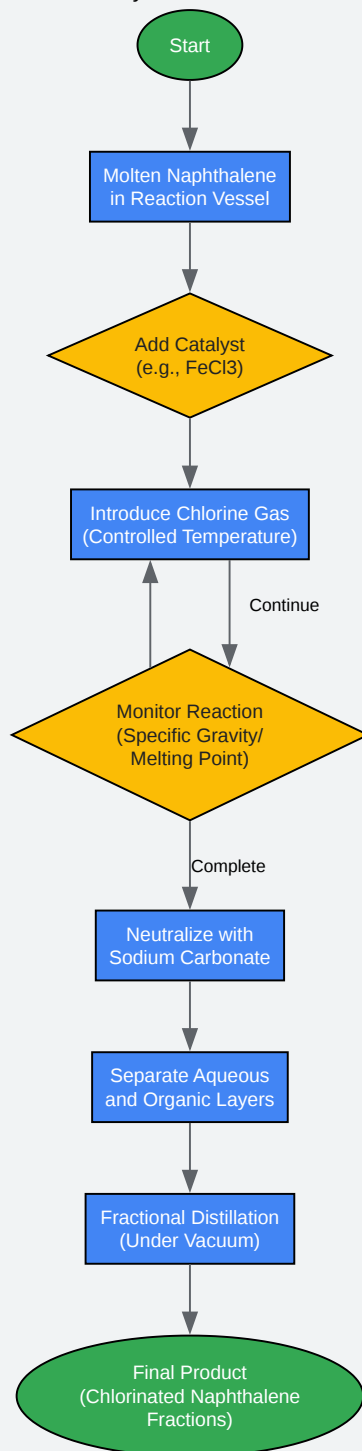 Start
Molten Naphthalene
in Reaction Vessel
Add Catalyst
(e.g., FeCl3)
Introduce Chlorine Gas
(Controlled Temperature)
Continue
Monitor Reaction
(Specific Gravity/
Melting Point)
Complete
Neutralize with
Sodium Carbonate
Separate Aqueous
and Organic Layers
Fractional Distillation
(Under Vacuum)
Final Product
(Chlorinated Naphthalene
Fractions)